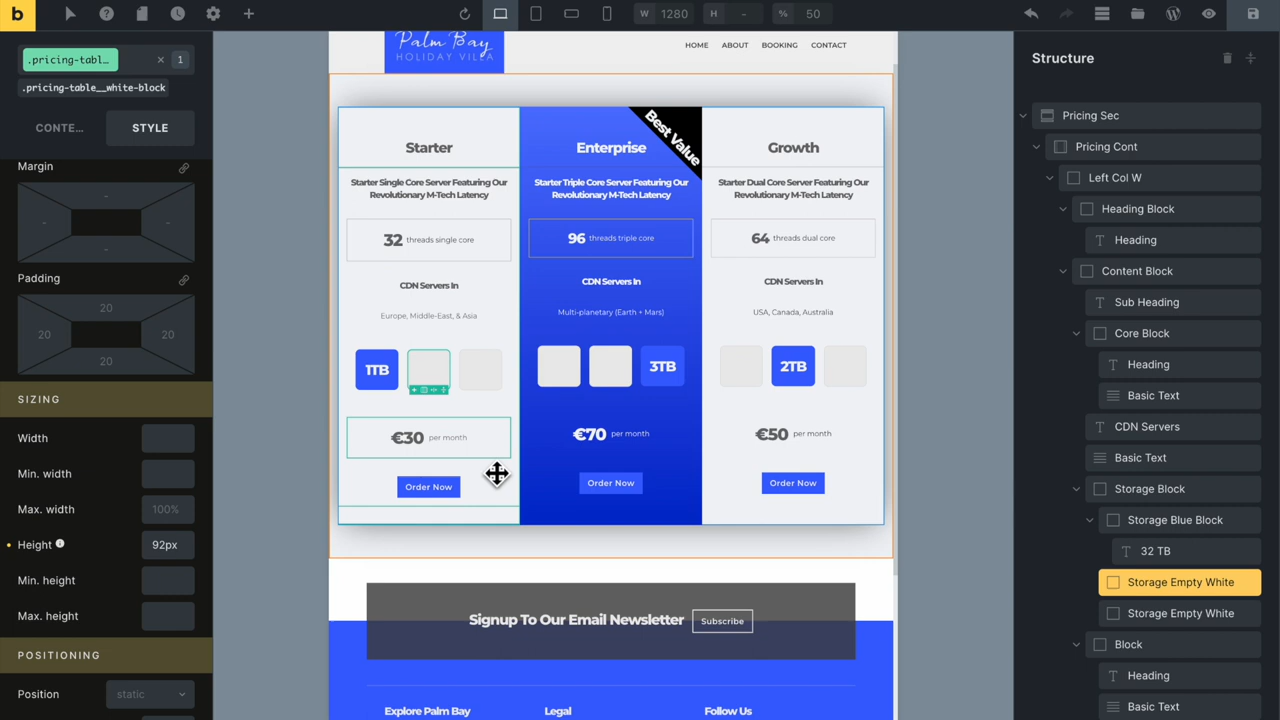 b
W 1280 H - % 50
.pricing-tabl... × 1
.pricing-table__white-block
CONTE... STYLE
Margin
-
- -
-
Padding
20
20 20
20
SIZING
Width
Min. width
Max. width 100%
Height 92px
Min. height
Max. height
POSITIONING
Position static
Palm Bay
HOLIDAY VILLA
HOME ABOUT BOOKING CONTACT
Starter
Starter Single Core Server Featuring Our
Revolutionary M-Tech Latency
32 threads single core
CDN Servers In
Europe, Middle-East, & Asia
1TB
€30 per month
Order Now
Best Value
Enterprise
Starter Triple Core Server Featuring Our
Revolutionary M-Tech Latency
96 threads triple core
CDN Servers In
Multi-planetary (Earth + Mars)
3TB
€70 per month
Order Now
Growth
Starter Dual Core Server Featuring Our
Revolutionary M-Tech Latency
64 threads dual core
CDN Servers In
USA, Canada, Australia
2TB
€50 per month
Order Now
Signup To Our Email Newsletter Subscribe
Explore Palm Bay Legal Follow Us
Structure
Pricing Sec
Pricing Cont
Left Col W
Heading Block
Heading
Content Block
Sub Heading
Core Block
Heading
Basic Text
CDN Servers
Basic Text
Storage Block
Storage Blue Block
32 TB
Storage Empty White
Storage Empty White
Block
Heading
Basic Text